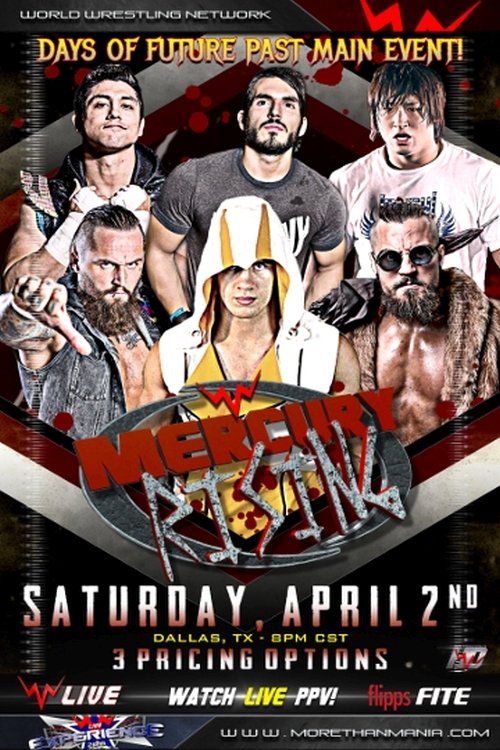 WORLD WRESTLING NETWORK
DAYS OF FUTURE PAST MAIN EVENT!
MERCURY
RISING
SATURDAY, APRIL 2ND
DALLAS, TX - 8PM CST
3 PRICING OPTIONS
LIVE WATCH LIVE PPV! flipps FITE
EXPERIENCE
WWW.MORETHANMANIA.COM